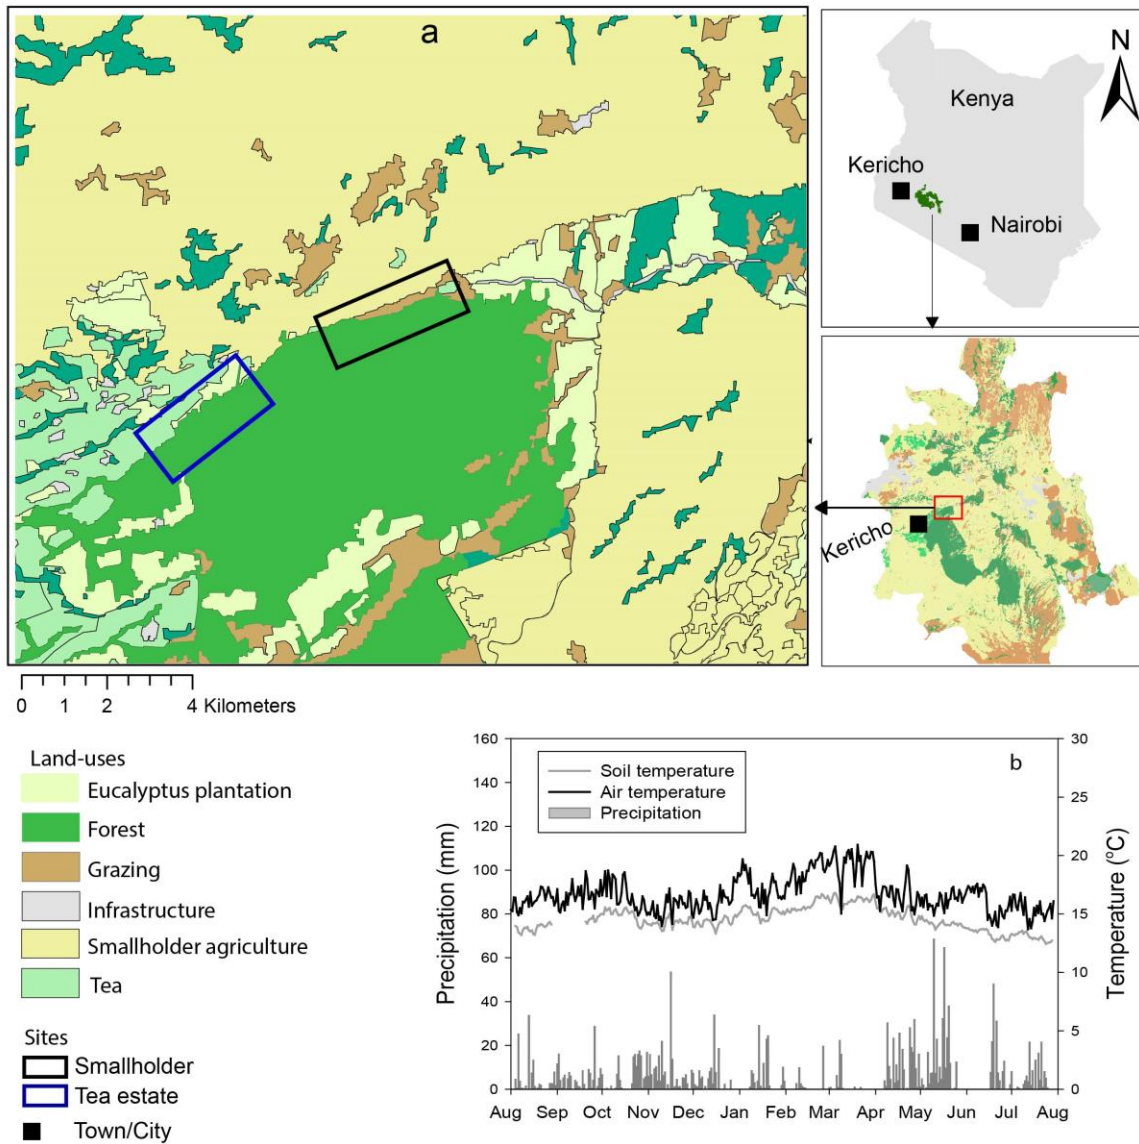 a
N
Kenya
Kericho
Nairobi
Kericho
0 1 2 4 Kilometers
Land-uses
Eucalyptus plantation
Forest
Grazing
Infrastructure
Smallholder agriculture
Tea
Sites
Smallholder
Tea estate
Town/City
b
Soil temperature
Air temperature
Precipitation
Precipitation (mm)
160
140
120
100
80
60
40
20
0
Temperature (°C)
30
25
20
15
10
5
0
Aug Sep Oct Nov Dec Jan Feb Mar Apr May Jun Jul Aug